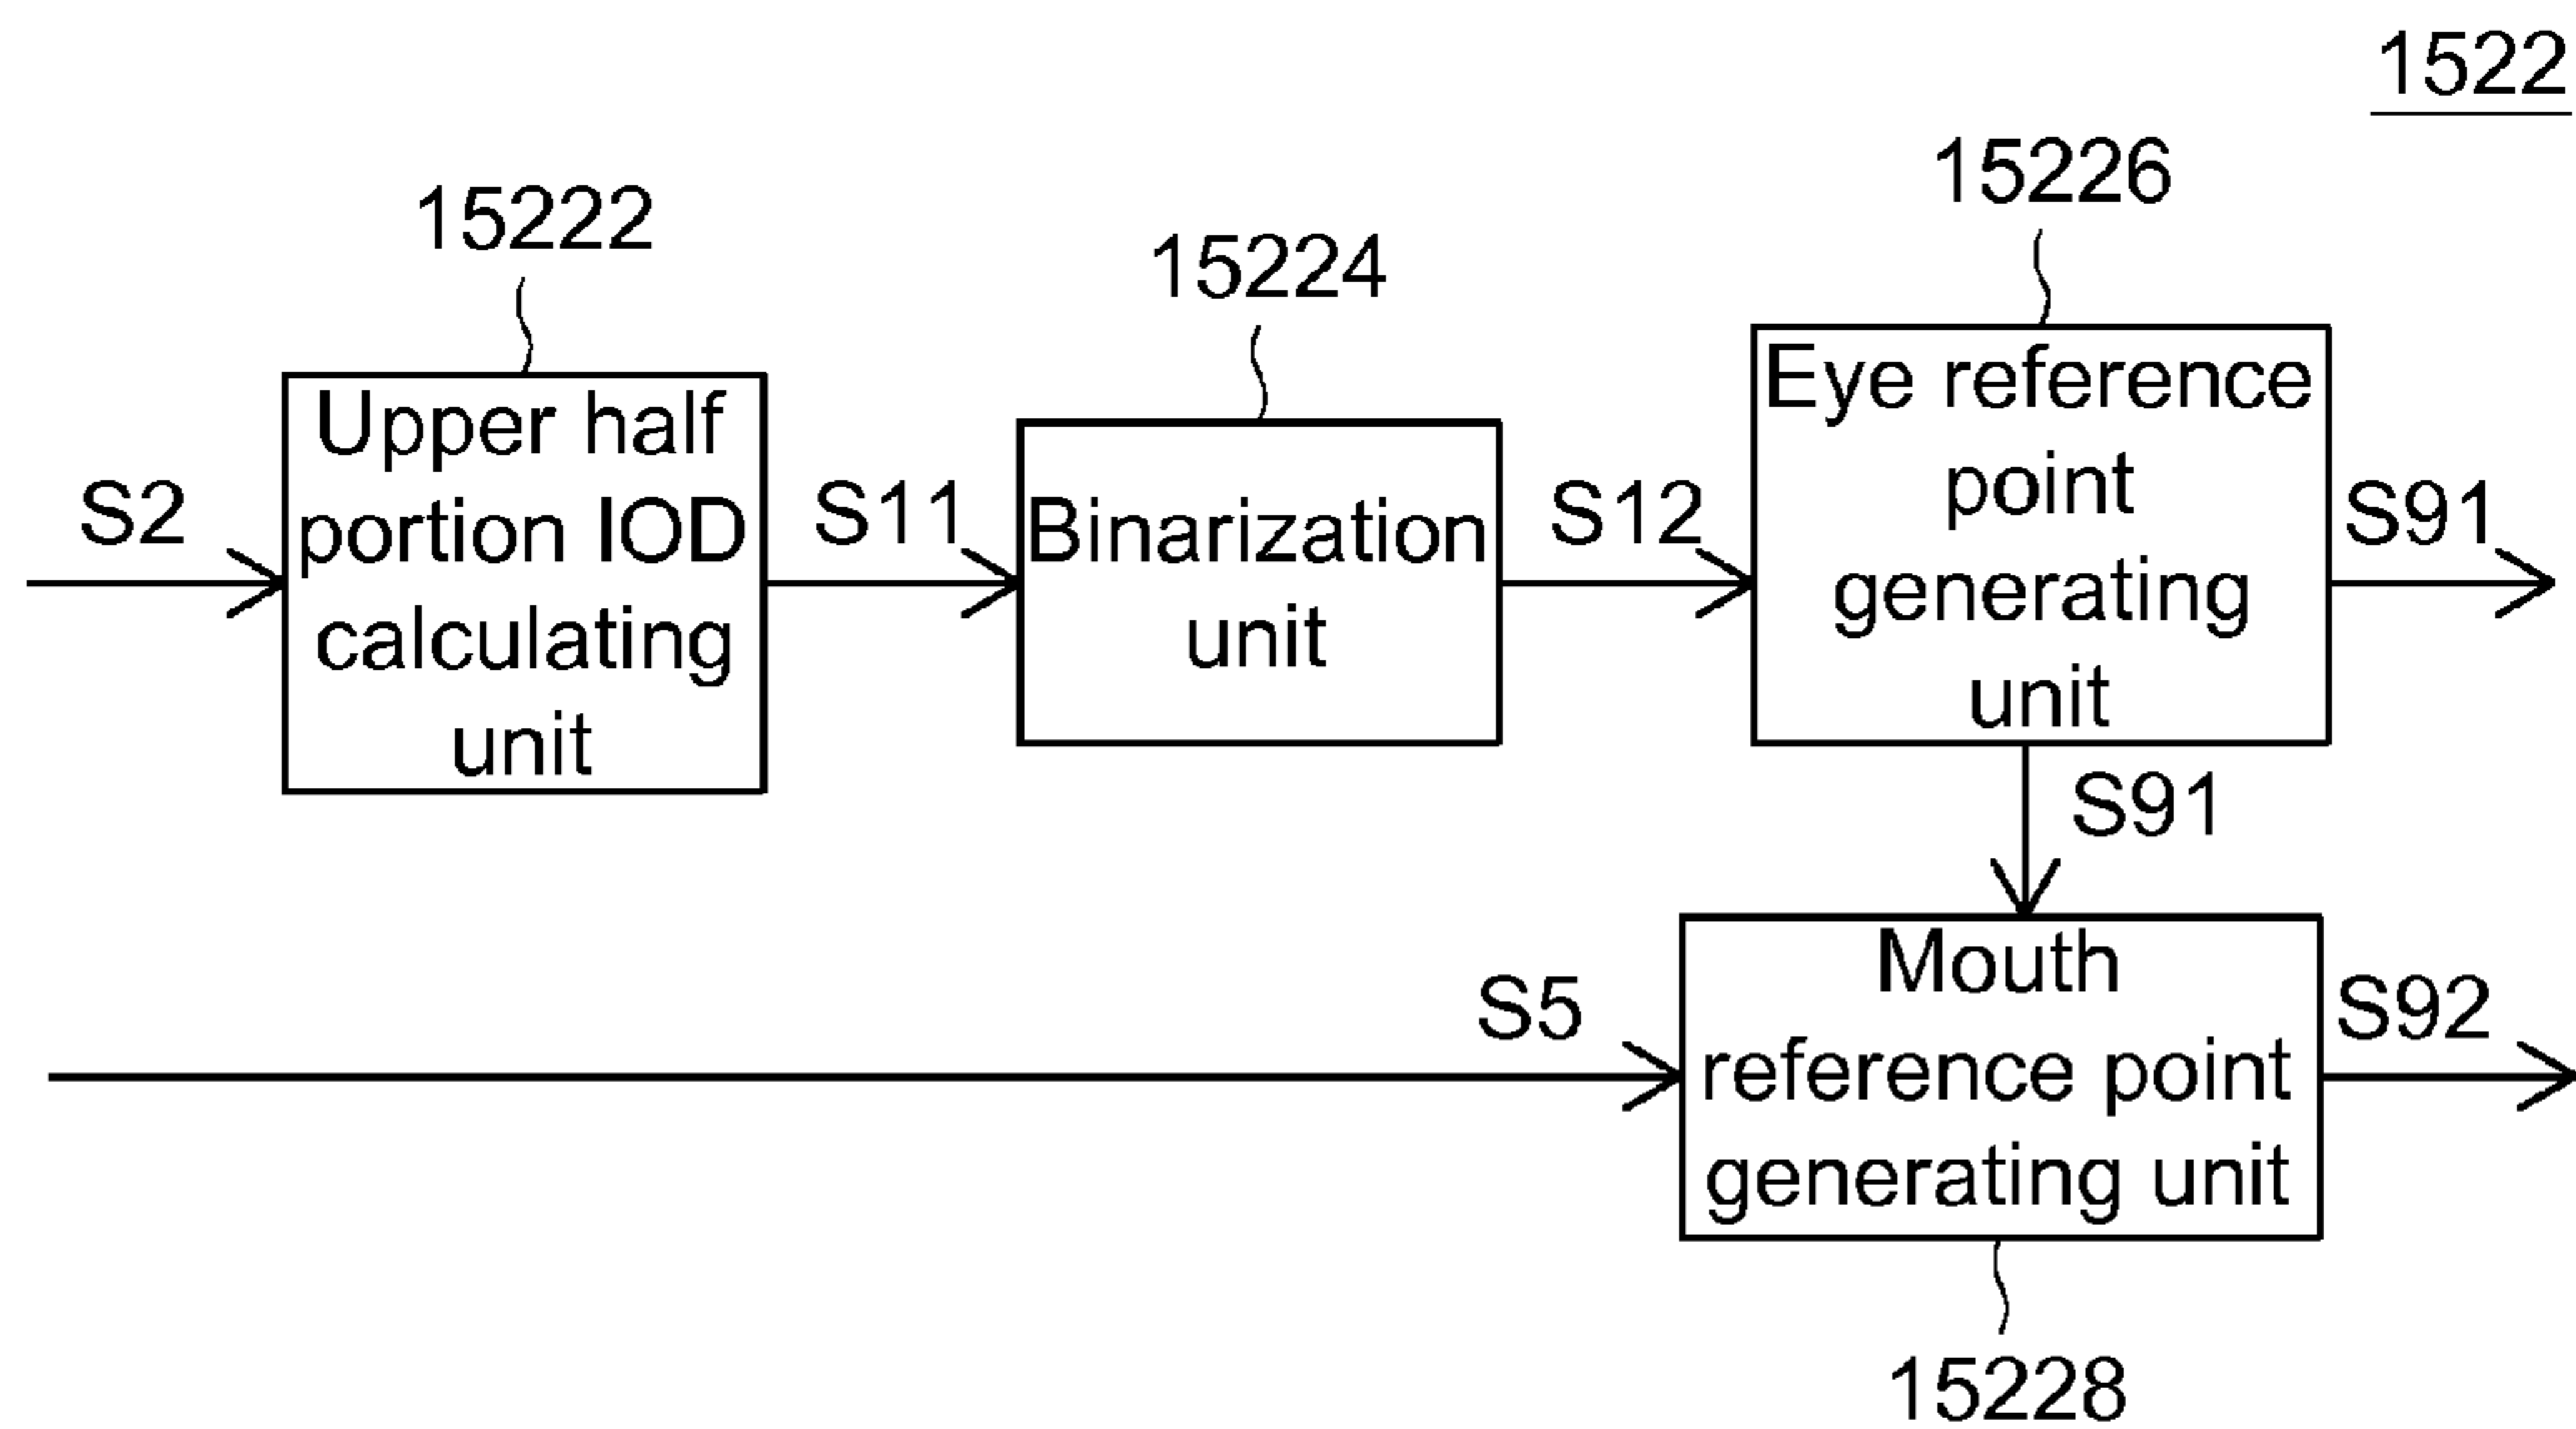 1522
15222
15224
15226
S2
Upper half
portion IOD
calculating
unit
S11
Binarization
unit
S12
Eye reference
point
generating
unit
S91
S91
S5
Mouth
reference point
generating unit
S92
15228